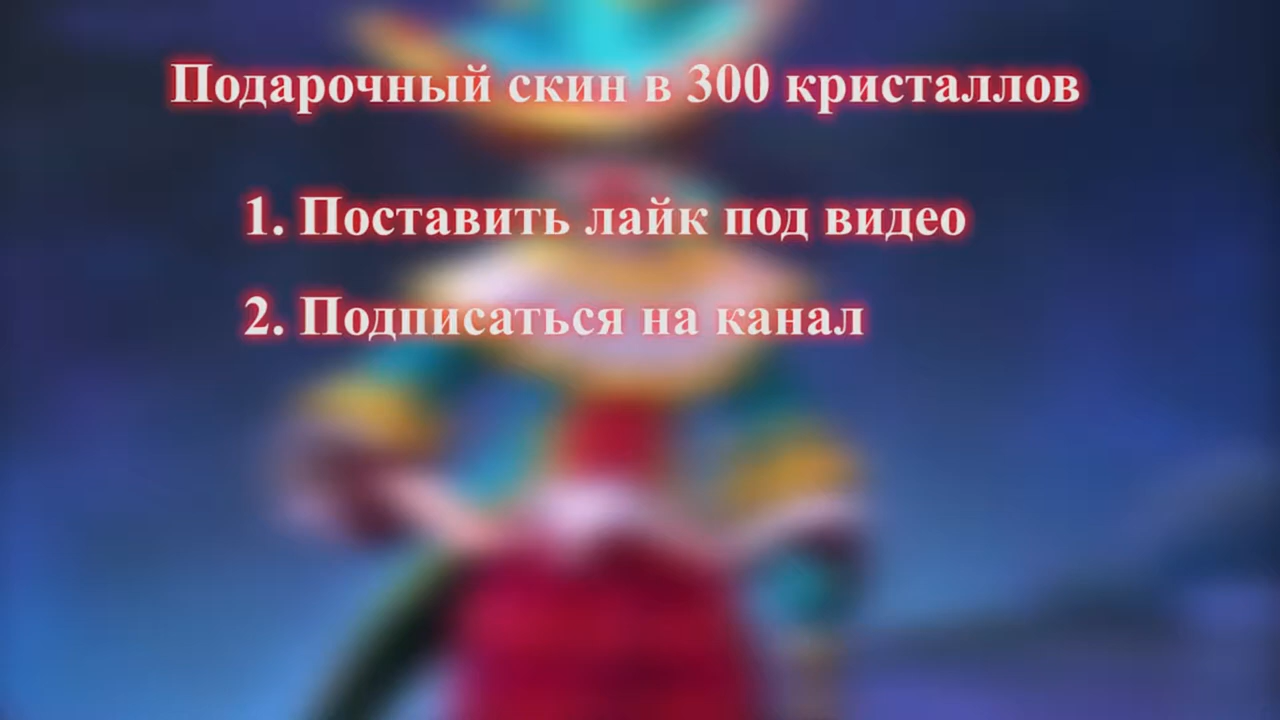 Подарочный скин в 300 кристаллов
1. Поставить лайк под видео
2. Подписаться на канал